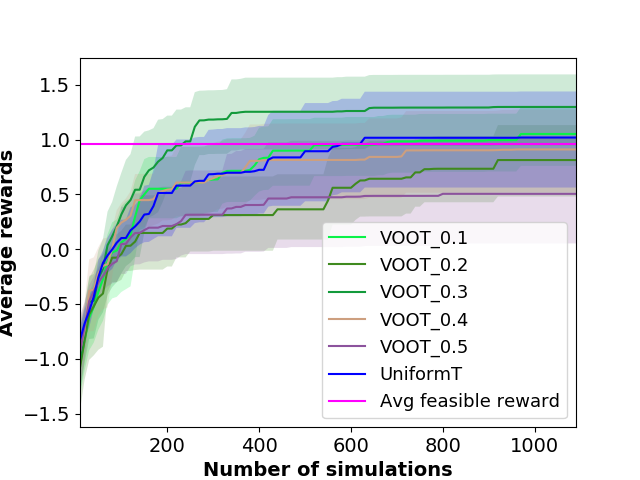 1.5
1.0
0.5
0.0
−0.5
−1.0
−1.5
Average rewards
200
400
600
800
1000
Number of simulations
VOOT_0.1
VOOT_0.2
VOOT_0.3
VOOT_0.4
VOOT_0.5
UniformT
Avg feasible reward